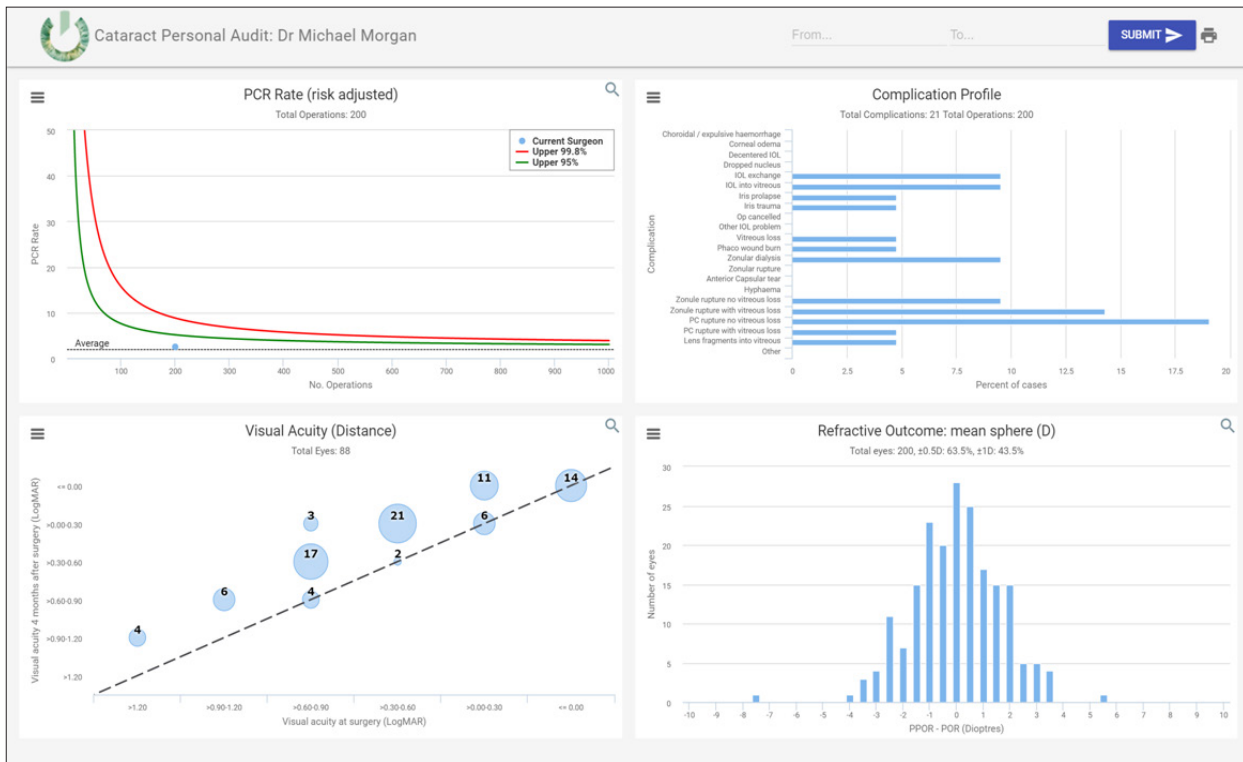 Cataract Personal Audit: Dr Michael Morgan
From...
To...
SUBMIT
PCR Rate (risk adjusted)
Total Operations: 200
Current Surgeon
Upper 99.8%
Upper 95%
PCR Rate
50
40
30
20
10
0
Average
100 200 300 400 500 600 700 800 900 1000
No. Operations
Complication Profile
Total Complications: 21 Total Operations: 200
Complication
Choroidal / expulsive haemorrhage
Corneal odema
Decentered IOL
Dropped nucleus
IOL exchange
IOL into vitreous
Iris prolapse
Iris trauma
Op cancelled
Other IOL problem
Vitreous loss
Phaco wound burn
Zonular dialysis
Zonular rupture
Anterior Capsular tear
Hyphaema
Zonule rupture no vitreous loss
Zonule rupture with vitreous loss
PC rupture no vitreous loss
PC rupture with vitreous loss
Lens fragments into vitreous
Other
0 2.5 5 7.5 10 12.5 15 17.5 20
Percent of cases
Visual Acuity (Distance)
Total Eyes: 88
Visual acuity 4 months after surgery (LogMAR)
<= 0.00
>0.00-0.30
>0.30-0.60
>0.60-0.90
>0.90-1.20
>1.20
11 14
3 21 6
17 2
6 4
4
>1.20 >0.90-1.20 >0.60-0.90 >0.30-0.60 >0.00-0.30 <= 0.00
Visual acuity at surgery (LogMAR)
Refractive Outcome: mean sphere (D)
Total eyes: 200, ±0.5D: 63.5%, ±1D: 43.5%
Number of eyes
30
25
20
15
10
5
0
-10 -9 -8 -7 -6 -5 -4 -3 -2 -1 0 1 2 3 4 5 6 7 8 9 10
PPOR - POR (Dioptres)